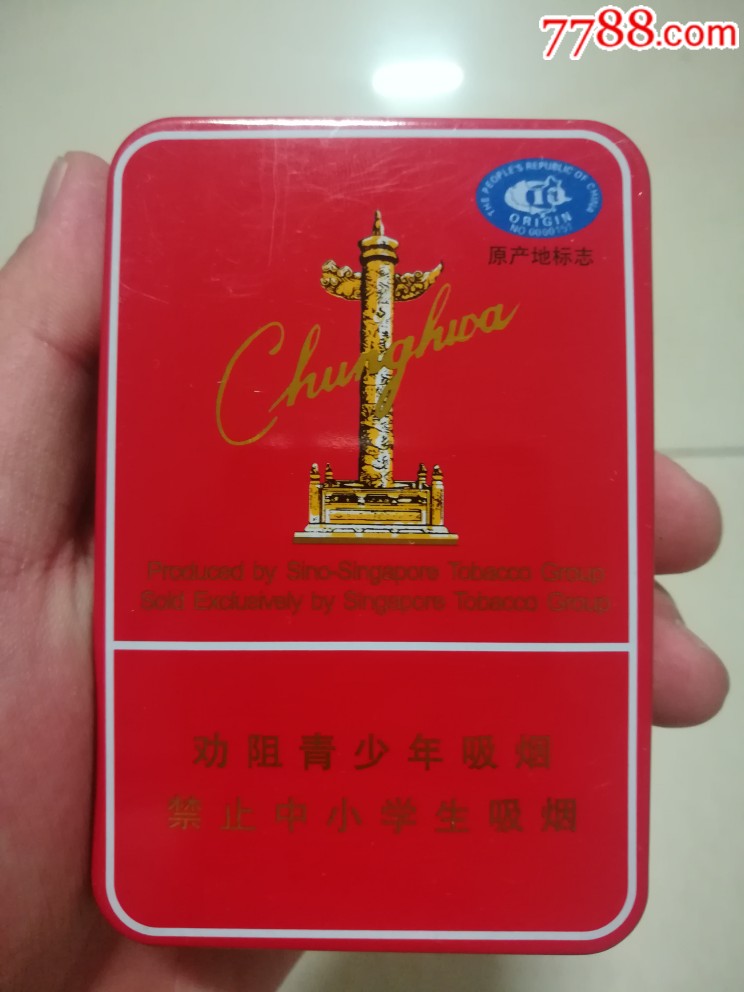 7788.com
THE PEOPLE'S REPUBLIC OF CHINA
ORIGIN
NO 0000151
原产地标志
Chunghwa
Produced by Sino-Singapore Tobacco Group
Sold Exclusively by Singapore Tobacco Group
劝阻青少年吸烟
禁止中小学生吸烟